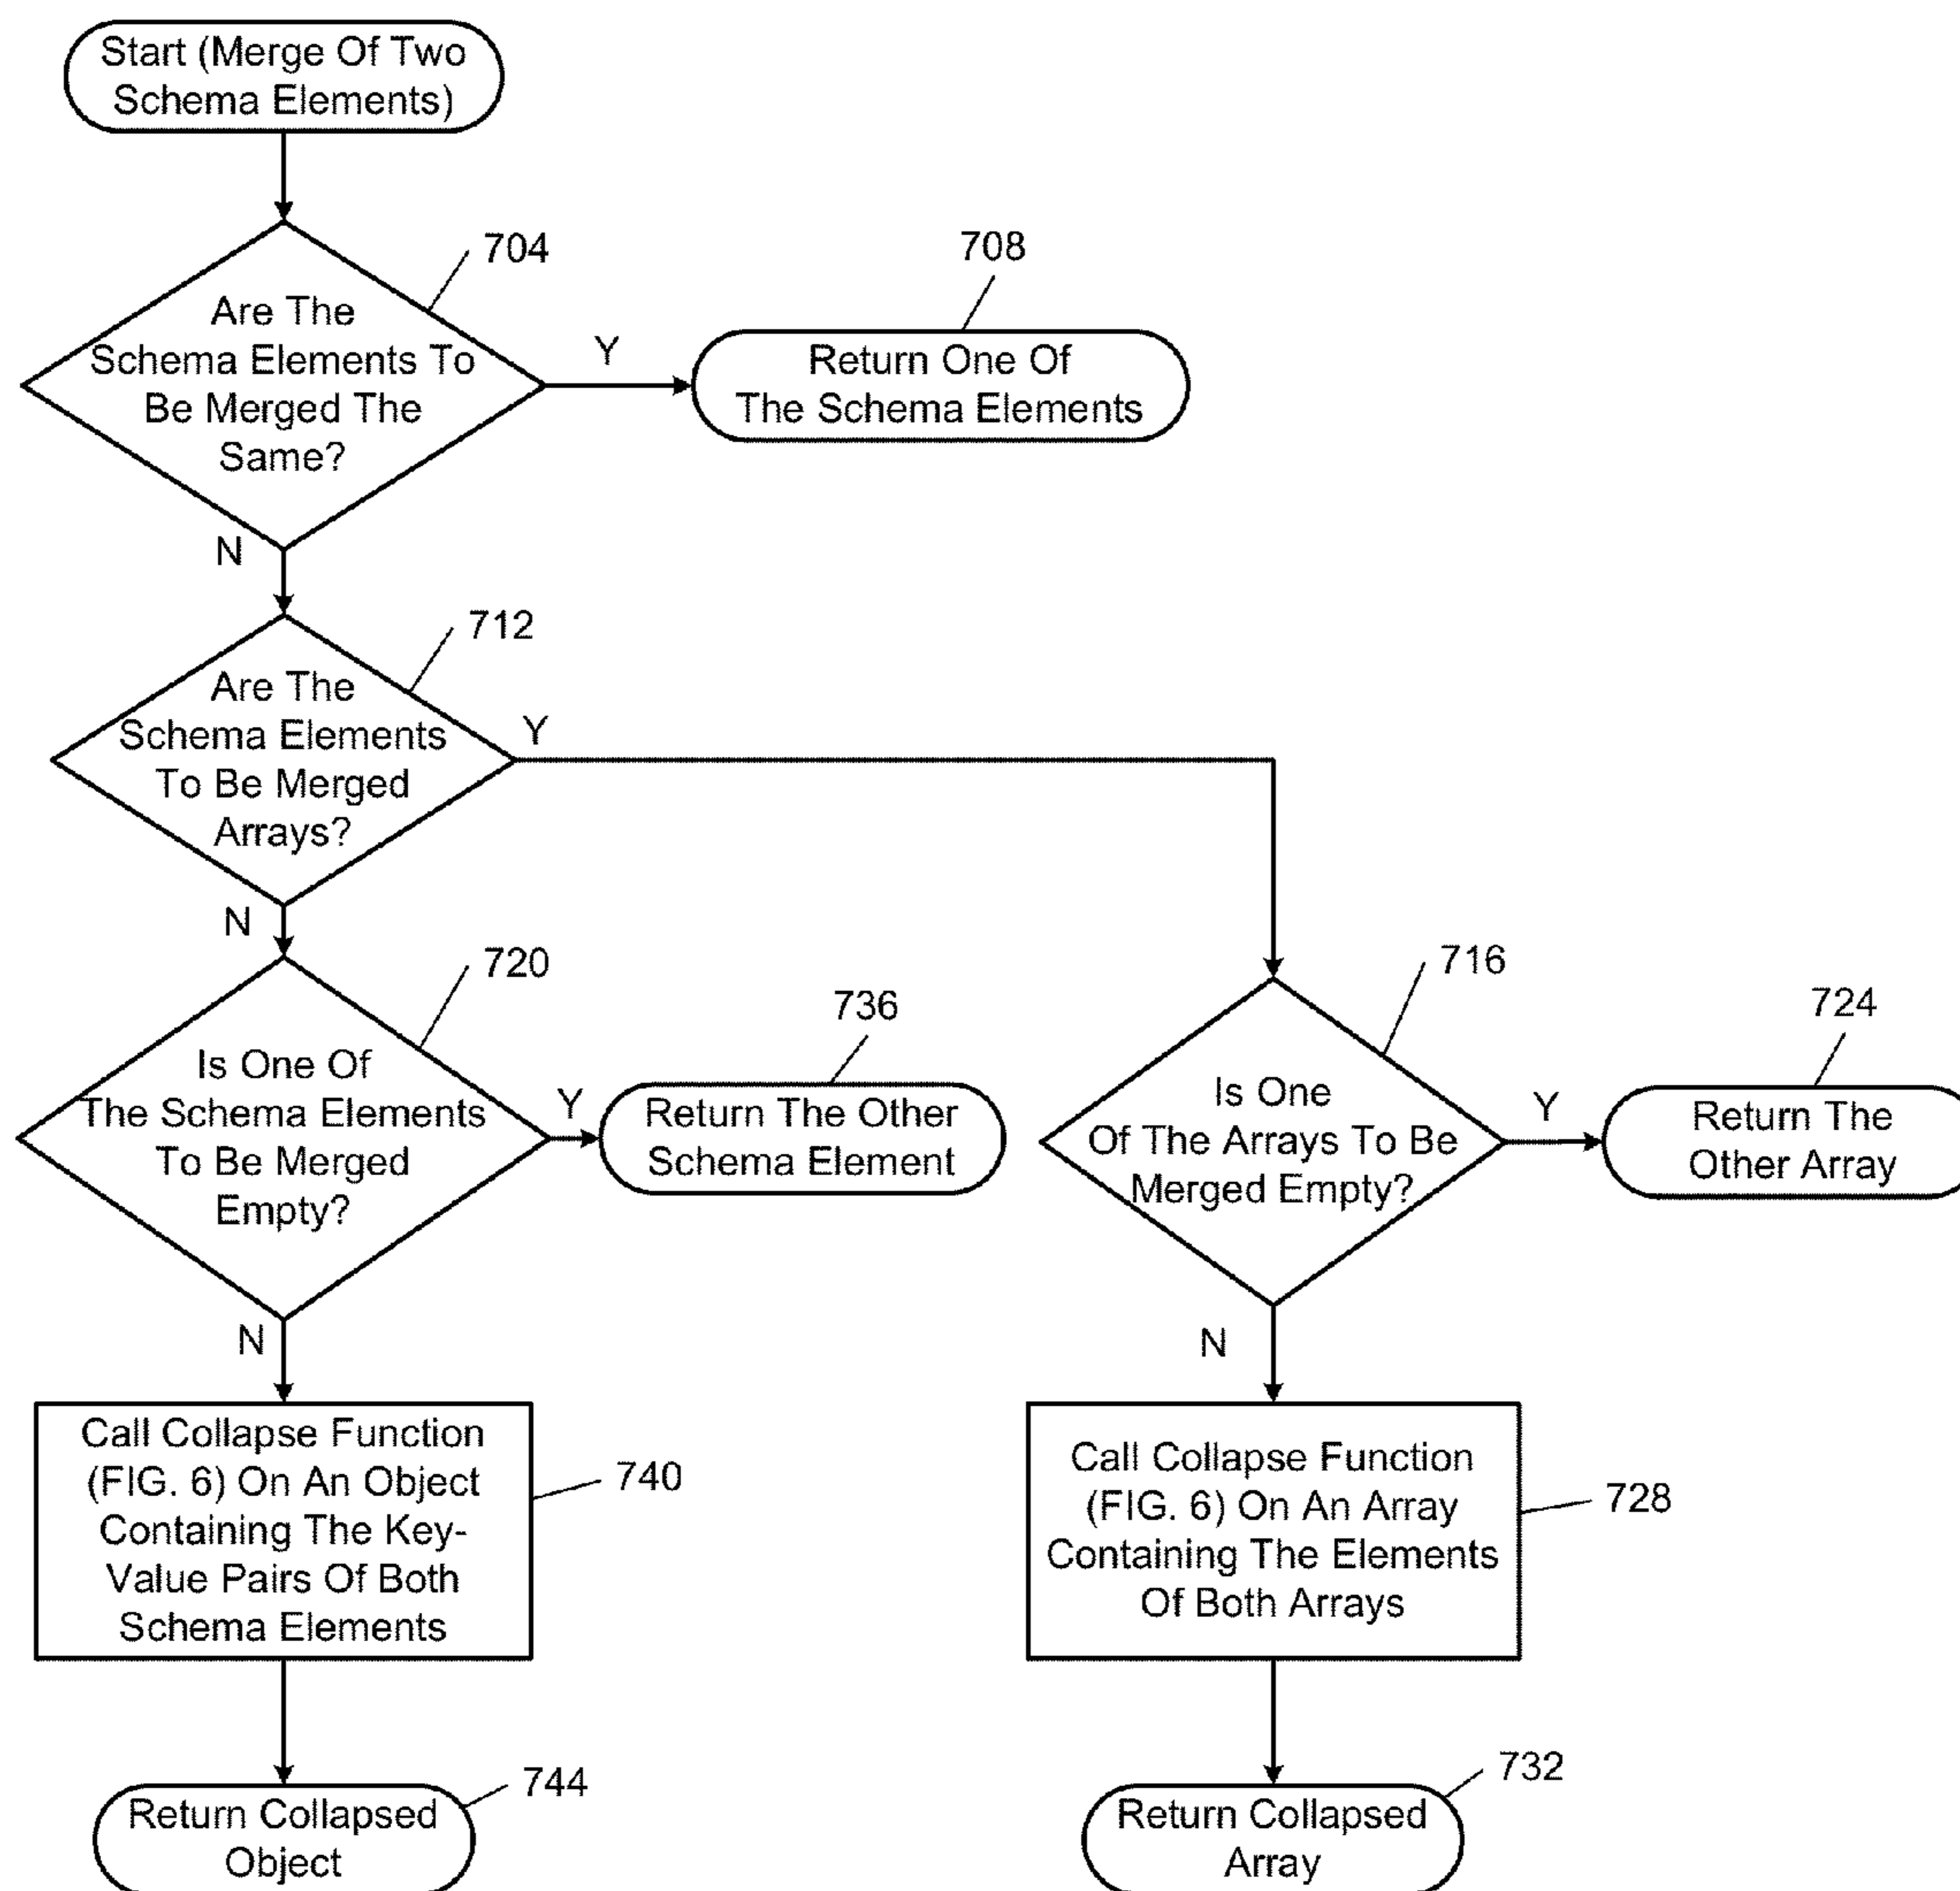 Start (Merge Of Two
Schema Elements)
704
Are The
Schema Elements To
Be Merged The
Same?
Y
708
Return One Of
The Schema Elements
N
712
Are The
Schema Elements
To Be Merged
Arrays?
Y
N
720
Is One Of
The Schema Elements
To Be Merged
Empty?
Y
736
Return The Other
Schema Element
716
Is One
Of The Arrays To Be
Merged Empty?
Y
724
Return The
Other Array
N
Call Collapse Function
(FIG. 6) On An Object
Containing The Key-
Value Pairs Of Both
Schema Elements
740
N
Call Collapse Function
(FIG. 6) On An Array
Containing The Elements
Of Both Arrays
728
744
Return Collapsed
Object
732
Return Collapsed
Array